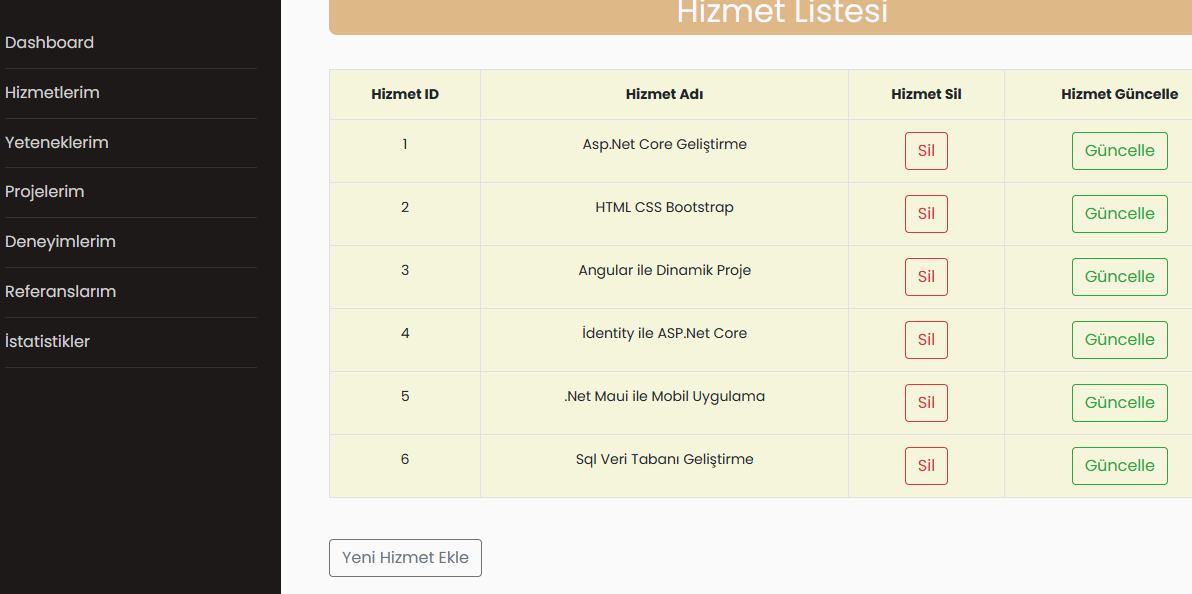 Hizmet Listesi
Dashboard
Hizmetlerim
Yeteneklerim
Projelerim
Deneyimlerim
Referanslarım
İstatistikler
Hizmet ID Hizmet Adı Hizmet Sil Hizmet Güncelle
1 Asp.Net Core Geliştirme Sil Güncelle
2 HTML CSS Bootstrap Sil Güncelle
3 Angular ile Dinamik Proje Sil Güncelle
4 İdentity ile ASP.Net Core Sil Güncelle
5 .Net Maui ile Mobil Uygulama Sil Güncelle
6 Sql Veri Tabanı Geliştirme Sil Güncelle
Yeni Hizmet Ekle